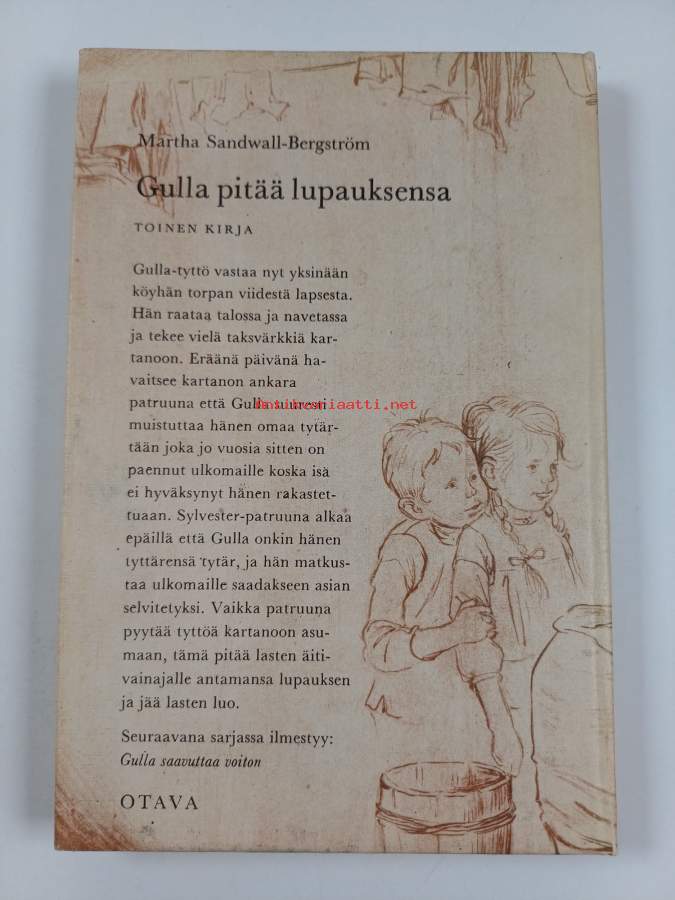 Martha Sandwall-Bergström
Gulla pitää lupauksensa
TOINEN KIRJA
Gulla-tyttö vastaa nyt yksinään
köyhän torpan viidestä lapsesta.
Hän raataa talossa ja navetassa
ja tekee vielä taksvärkkiä kar-
tanoon. Eräänä päivänä ha-
vaitsee kartanon ankara
patruuna että Gulla suuresti
antikvariaatti.net
muistuttaa hänen omaa tytär-
tään joka jo vuosia sitten on
paennut ulkomaille koska isä
ei hyväksynyt hänen rakastet-
tuaan. Sylvester-patruuna alkaa
epäillä että Gulla onkin hänen
tyttärensä tytär, ja hän matkus-
taa ulkomaille saadakseen asian
selvitetyksi. Vaikka patruuna
pyytää tyttöä kartanoon asu-
maan, tämä pitää lasten äiti-
vainajalle antamansa lupauksen
ja jää lasten luo.
Seuraavana sarjassa ilmestyy:
Gulla saavuttaa voiton
OTAVA